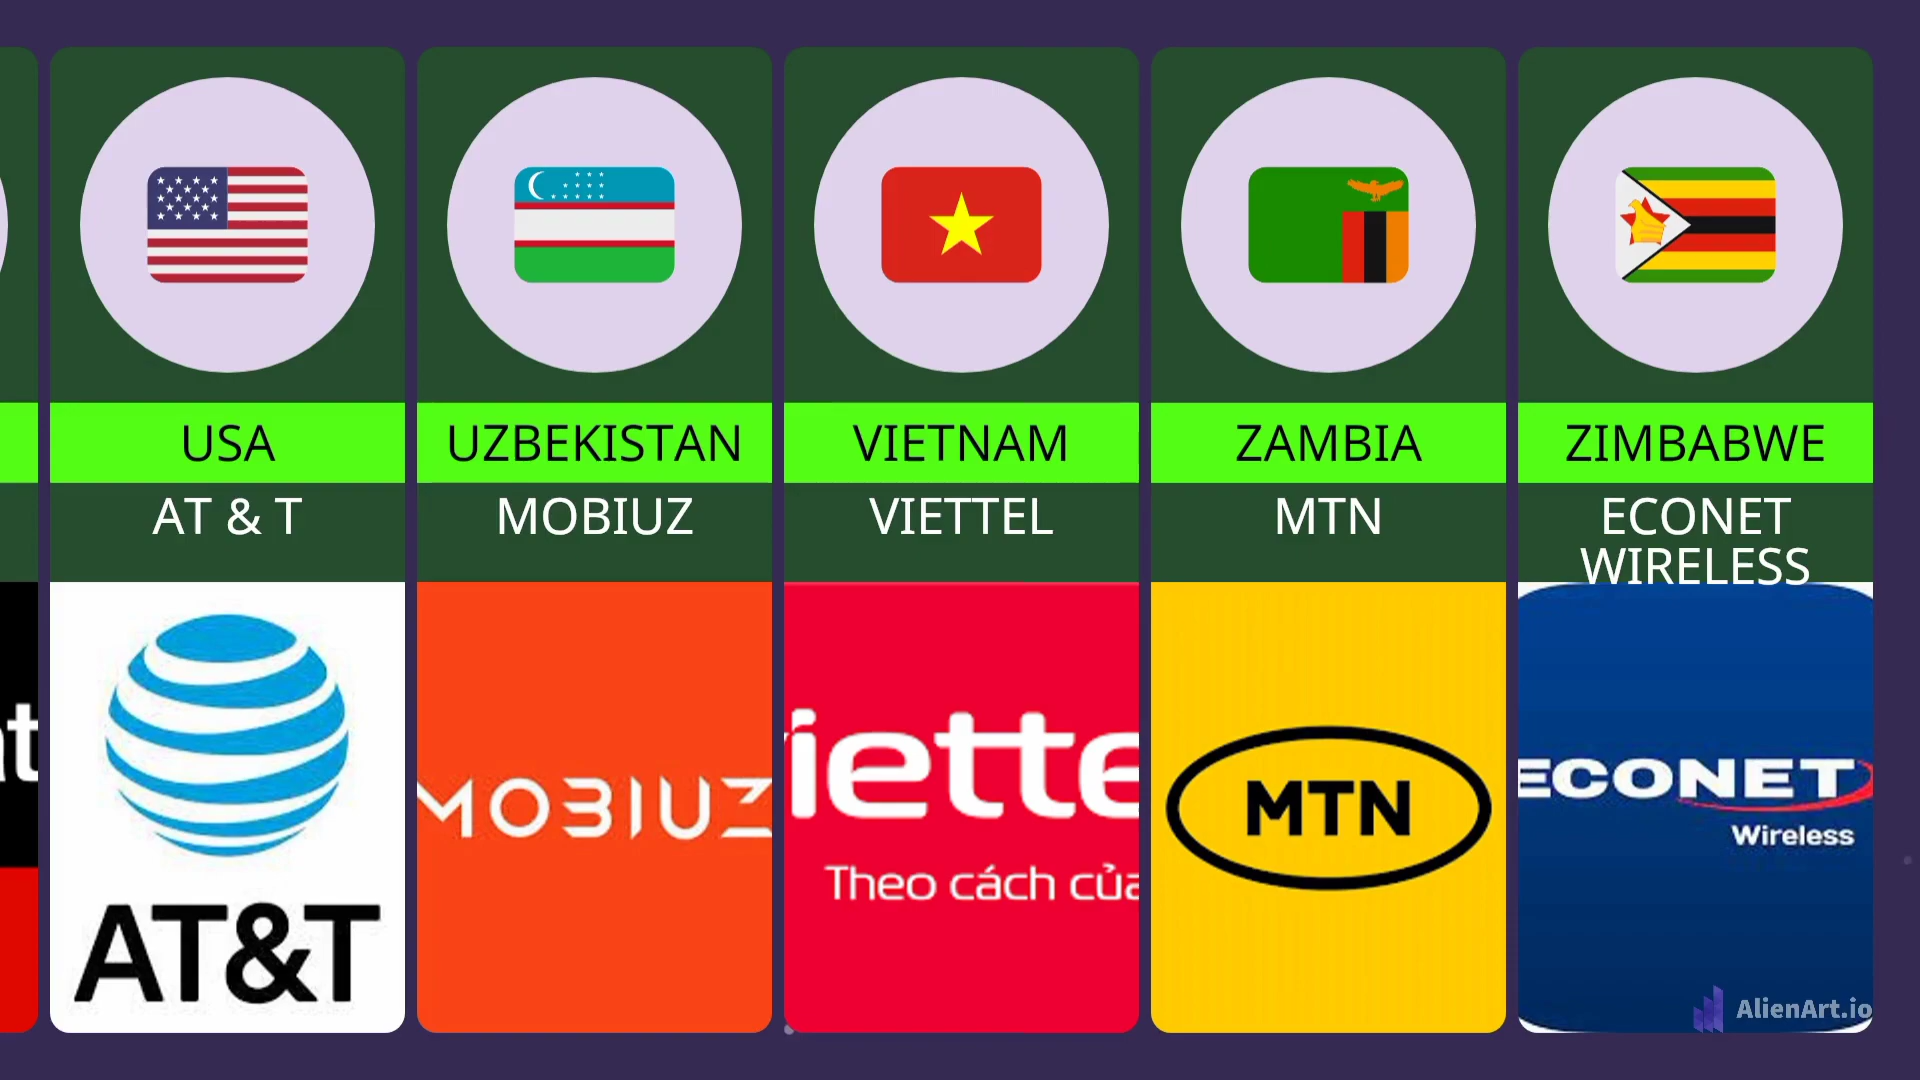 USA
AT & T
AT&T
UZBEKISTAN
MOBIUZ
MOBIUZ
VIETNAM
VIETTEL
iette
Theo cách của
ZAMBIA
MTN
MTN
ZIMBABWE
ECONET
WIRELESS
ECONET
Wireless
AlienArt.io